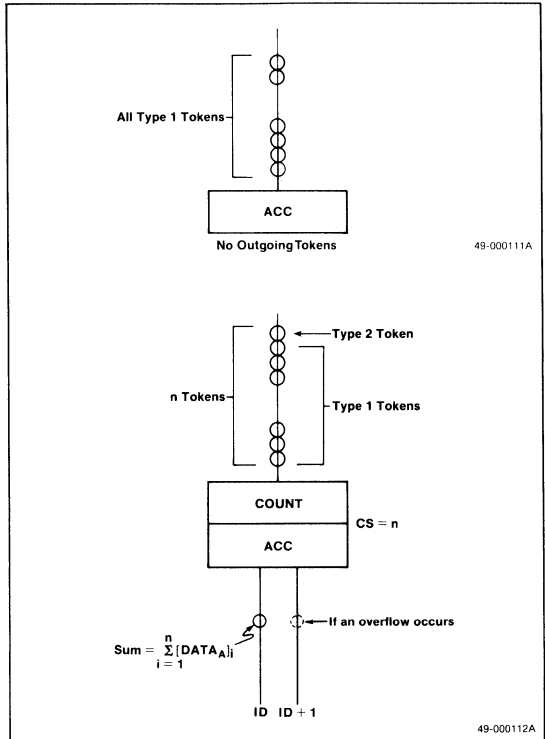 All Type 1 Tokens
ACC
No Outgoing Tokens
49-000111A
Type 2 Token
n Tokens
Type 1 Tokens
COUNT
CS = n
ACC
If an overflow occurs
Sum = n Σ i = 1 [DATA_A]_i
ID ID + 1
49-000112A